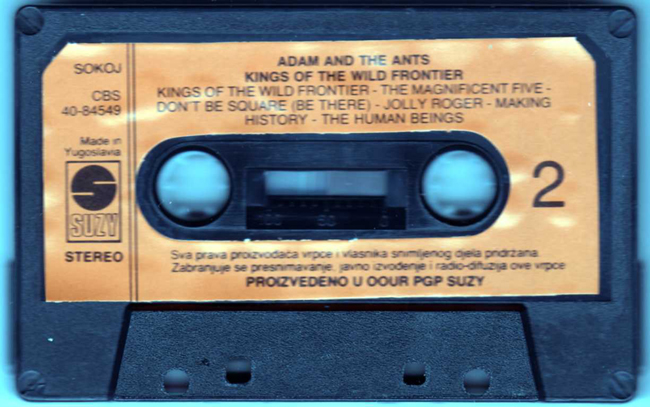 ADAM AND THE ANTS
KINGS OF THE WILD FRONTIER
KINGS OF THE WILD FRONTIER - THE MAGNIFICENT FIVE -
DON'T BE SQUARE (BE THERE) - JOLLY ROGER - MAKING
HISTORY - THE HUMAN BEINGS
SOKOJ
CBS
40-84549
Made in
Yugoslavia
SUZY
STEREO
2
Sva prava proizvođača vrpce i vlasnika snimljenog djela pridržana.
Zabranjuje se presnimavanje, javno izvođenje i radio-difuzija ove vrpce
PROIZVEDENO U OOUR PGP SUZY